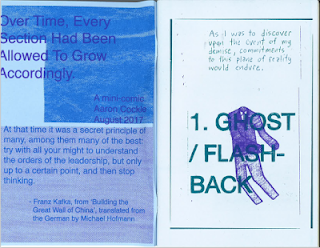 Over Time, Every
Section Had Been
Allowed To Grow
Accordingly.
A mini-comic
Aaron Cockle
August 2017
At that time it was a secret principle of
many, among them many of the best:
try with all your might to understand
the orders of the leadership, but only
up to a certain point, and then stop
thinking.
- Franz Kafka, from 'Building the
Great Wall of China', translated from
the German by Michael Hofmann.
As I was to discover
upon the event of my
demise, commitments
to this plane of reality
would endure.
1. GHOST
/ FLASH-
BACK